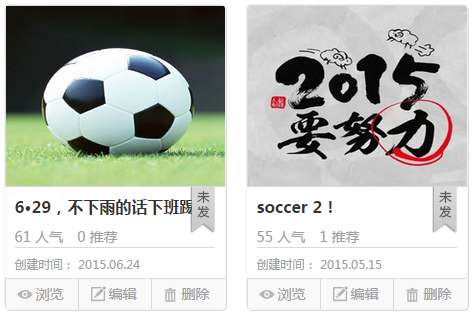 未发
6•29，不下雨的话下班踢
61 人气 0 推荐
创建时间： 2015.06.24
浏览 编辑 删除
2015
要努力
未发
soccer 2！
55 人气 1 推荐
创建时间： 2015.05.15
浏览 编辑 删除